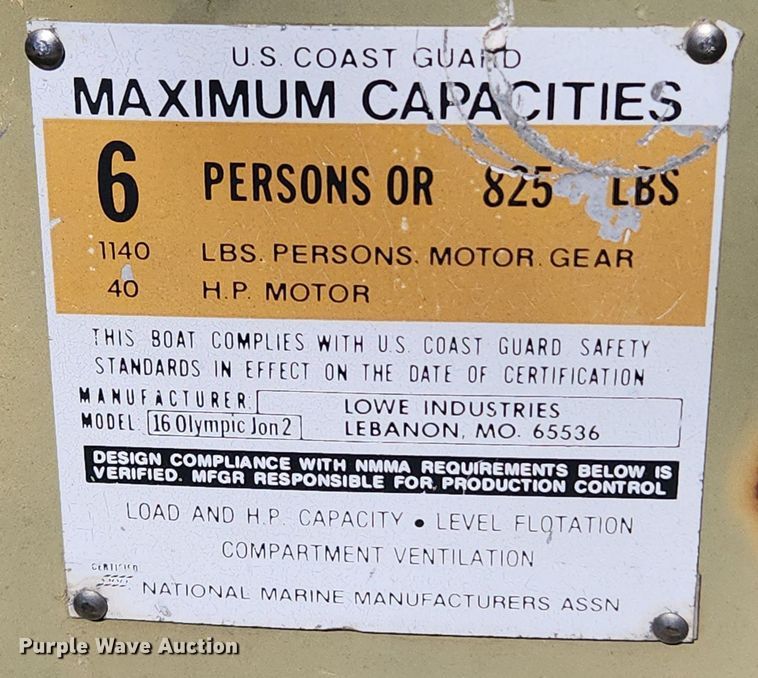 U.S. COAST GUARD
MAXIMUM CAPACITIES
6 PERSONS OR 825 LBS
1140 LBS. PERSONS. MOTOR. GEAR
40 H.P. MOTOR
THIS BOAT COMPLIES WITH U.S. COAST GUARD SAFETY
STANDARDS IN EFFECT ON THE DATE OF CERTIFICATION
MANUFACTURER: LOWE INDUSTRIES
MODEL: 16 Olympic Jon 2 LEBANON, MO. 65536
DESIGN COMPLIANCE WITH NMMA REQUIREMENTS BELOW IS
VERIFIED. MFGR RESPONSIBLE FOR PRODUCTION CONTROL
LOAD AND H.P. CAPACITY • LEVEL FLOTATION
COMPARTMENT VENTILATION
CERTIFIED
NMMA
NATIONAL MARINE MANUFACTURERS ASSN
Purple Wave Auction